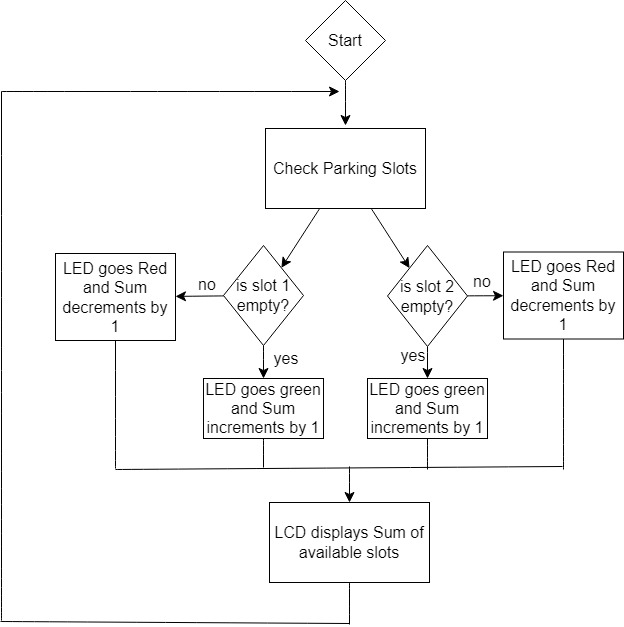 Start
Check Parking Slots
LED goes Red
and Sum
decrements by
1
no
is slot 1
empty?
is slot 2
empty?
no
LED goes Red
and Sum
decrements by
1
yes
yes
LED goes green
and Sum
increments by 1
LED goes green
and Sum
increments by 1
LCD displays Sum of
available slots